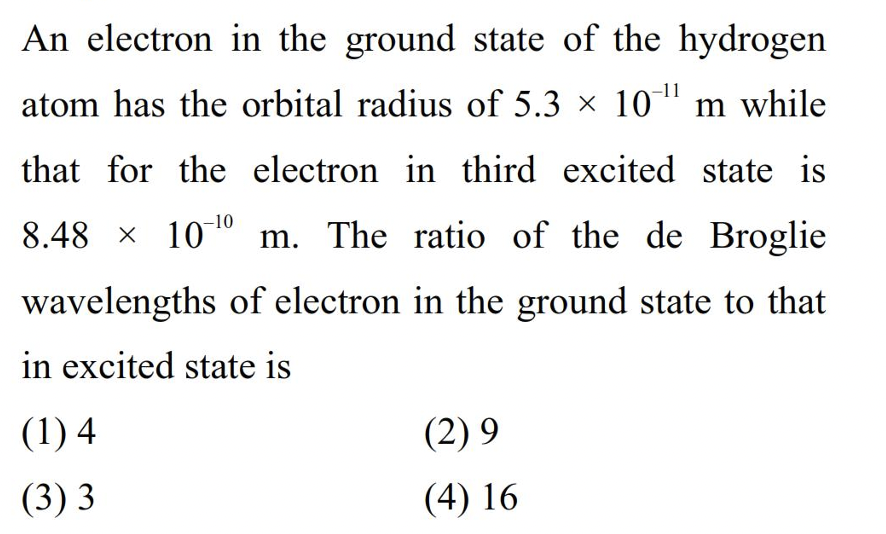 An electron in the ground state of the hydrogen
atom has the orbital radius of 5.3 × 10⁻¹¹ m while
that for the electron in third excited state is
8.48 × 10⁻¹⁰ m. The ratio of the de Broglie
wavelengths of electron in the ground state to that
in excited state is
(1) 4 (2) 9
(3) 3 (4) 16